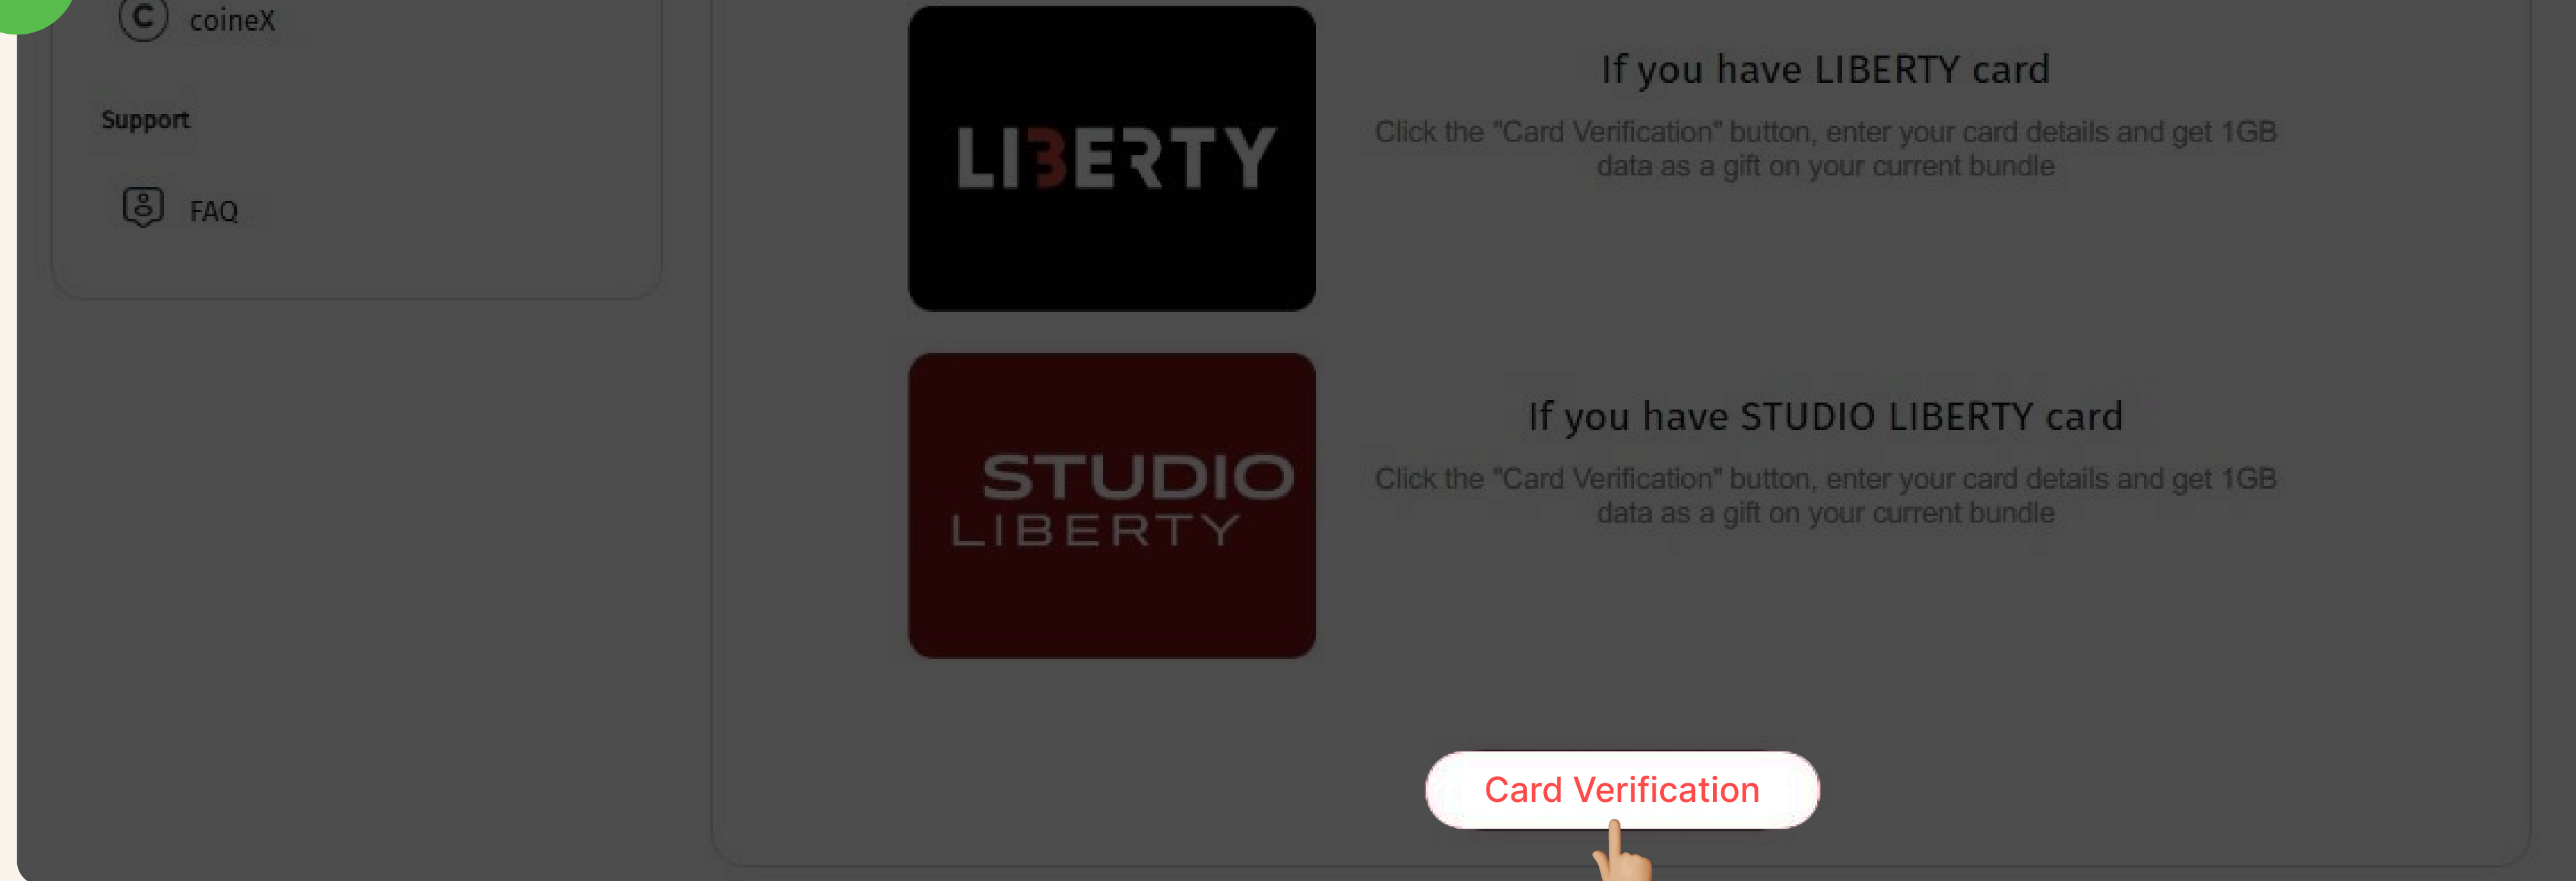 coineX
Support
FAQ
LIBERTY
If you have LIBERTY card
Click the "Card Verification" button, enter your card details and get 1GB
data as a gift on your current bundle
STUDIO
LIBERTY
If you have STUDIO LIBERTY card
Click the "Card Verification" button, enter your card details and get 1GB
data as a gift on your current bundle
Card Verification